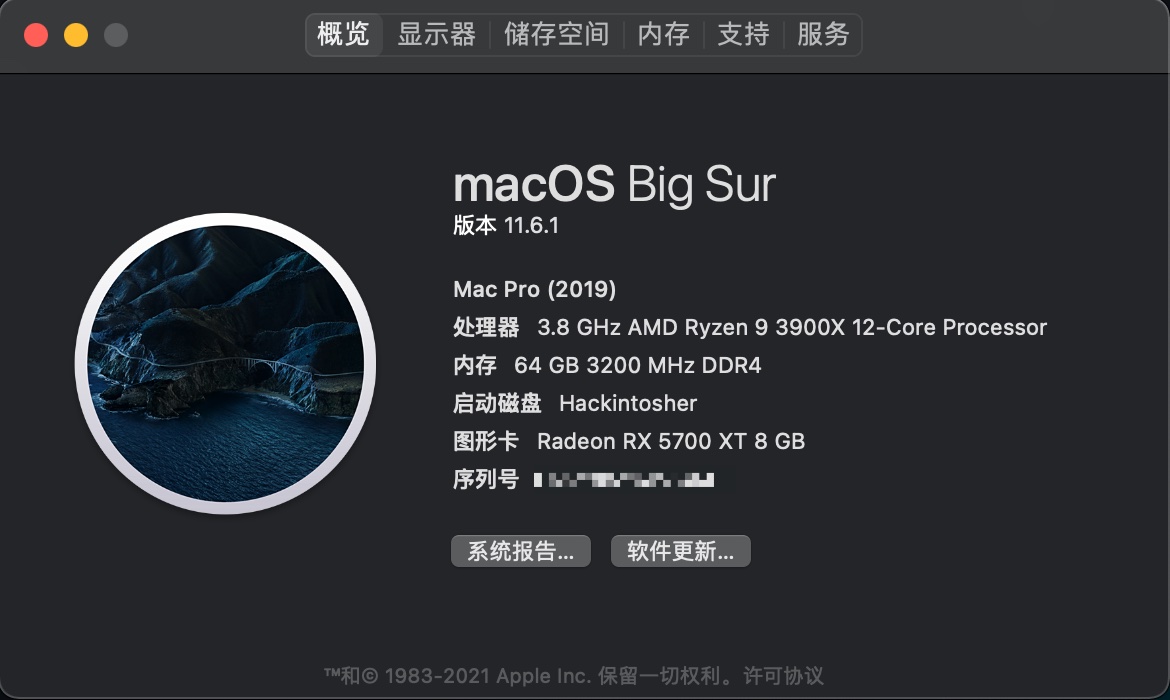 概览 显示器 储存空间 内存 支持 服务
macOS Big Sur
版本 11.6.1
Mac Pro (2019)
处理器 3.8 GHz AMD Ryzen 9 3900X 12-Core Processor
内存 64 GB 3200 MHz DDR4
启动磁盘 Hackintosher
图形卡 Radeon RX 5700 XT 8 GB
序列号
系统报告... 软件更新...
™和© 1983-2021 Apple Inc. 保留一切权利。许可协议